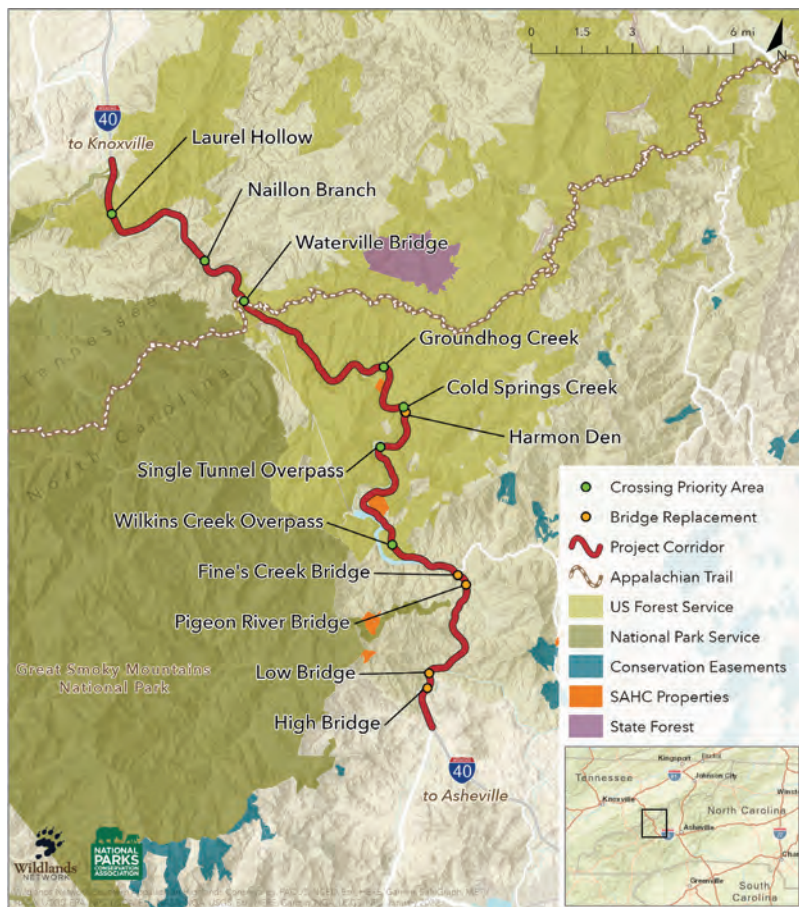 0 1.5 3 6 mi
N
40
to Knoxville
Laurel Hollow
Naillon Branch
Waterville Bridge
Tennessee
North Carolina
Groundhog Creek
Cold Springs Creek
Harmon Den
Single Tunnel Overpass
Wilkins Creek Overpass
Fine's Creek Bridge
Pigeon River Bridge
Great Smoky Mountains
National Park
Low Bridge
High Bridge
40
to Asheville
Crossing Priority Area
Bridge Replacement
Project Corridor
Appalachian Trail
US Forest Service
National Park Service
Conservation Easements
SAHC Properties
State Forest
Kingsport
Tennessee
Johnson City
Knoxville
North Carolina
Asheville
Greenville
South
Carolina
Wildlands
NETWORK
NATIONAL
PARKS
CONSERVATION
ASSOCIATION